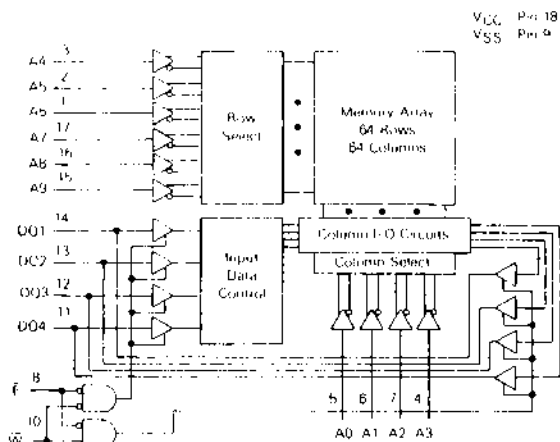 VCC Pin 18
VSS Pin 9
A4 3
A5 2
A6 1
A7 17
A8 16
A9 15
Row
Select
Memory Array
64 Rows
64 Columns
DQ1 14
DQ2 13
DQ3 12
DQ4 11
Input
Data
Control
Column I/O Circuits
Column Select
E 8
W 10
5 6 7 4
A0 A1 A2 A3